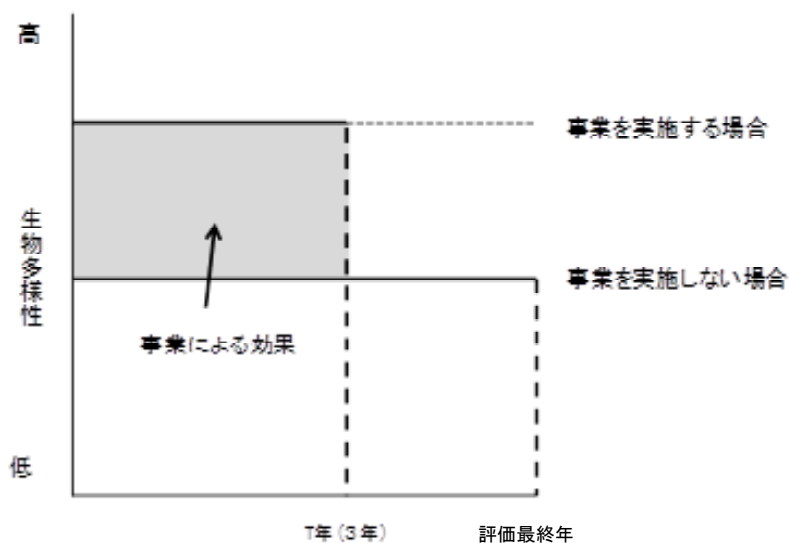 高
事業を実施する場合
生物多様性
事業を実施しない場合
事業による効果
低
T年(3年)
評価最終年